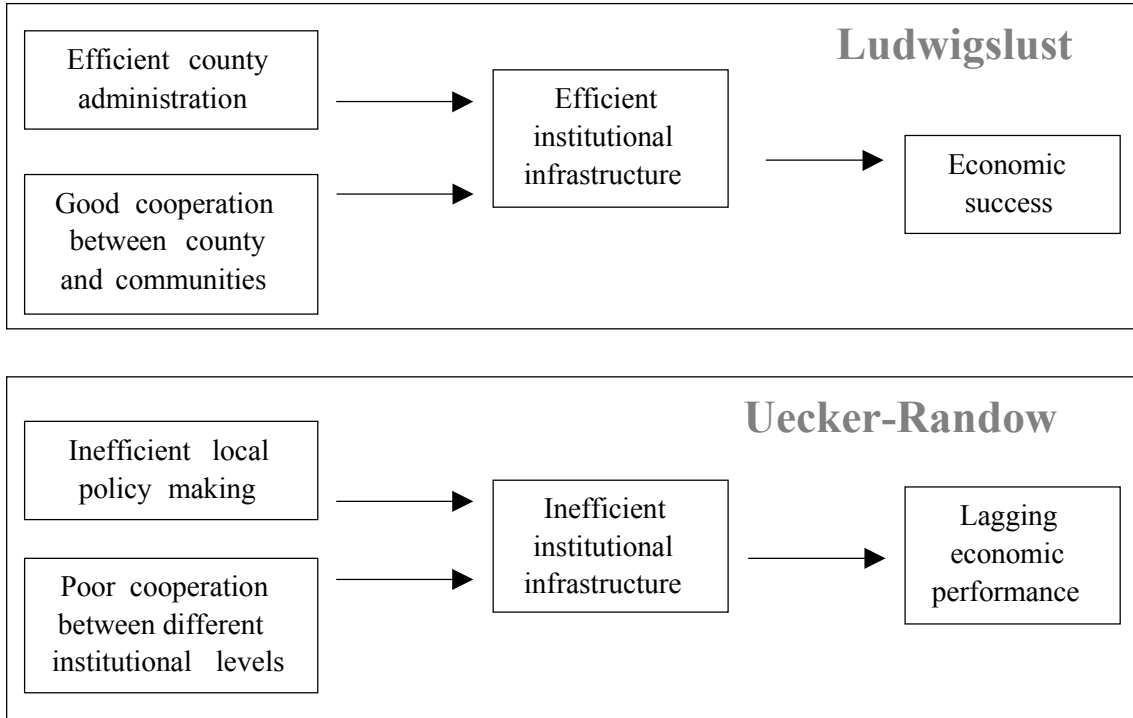 Ludwigslust
Efficient county
administration
Good cooperation
between county
and communities
Efficient
institutional
infrastructure
Economic
success
Uecker-Randow
Inefficient local
policy making
Poor cooperation
between different
institutional levels
Inefficient
institutional
infrastructure
Lagging
economic
performance